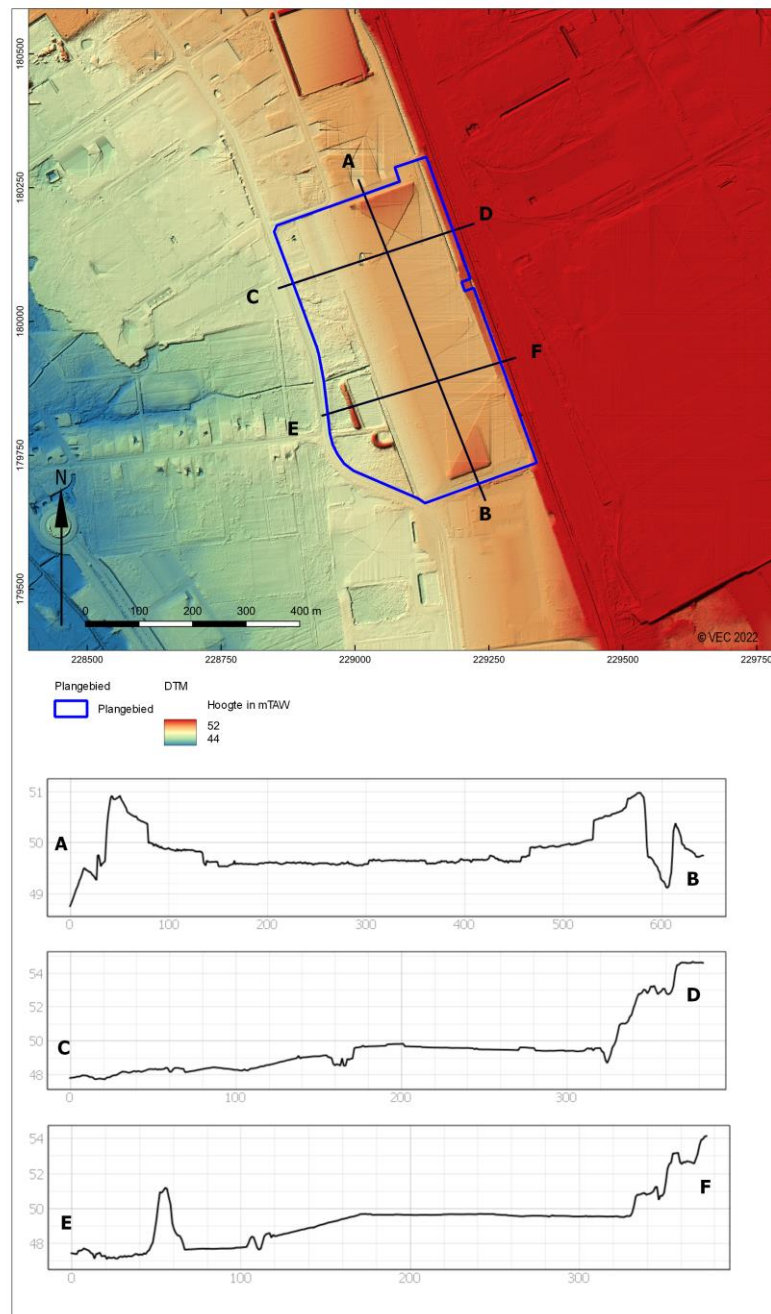 180500
180250
180000
179750
179500
A
D
C
F
E
B
N
100 0 100 200 300 400 m
© VEC 2022
228500 228750 229000 229250 229500 229750
Plangebied DTM
Plangebied
Hoogte in mTAW
52
44
51
50
49
A
B
0 100 200 300 400 500 600
54
52
50
48
C
D
0 100 200 300
54
52
50
48
E
F
0 100 200 300